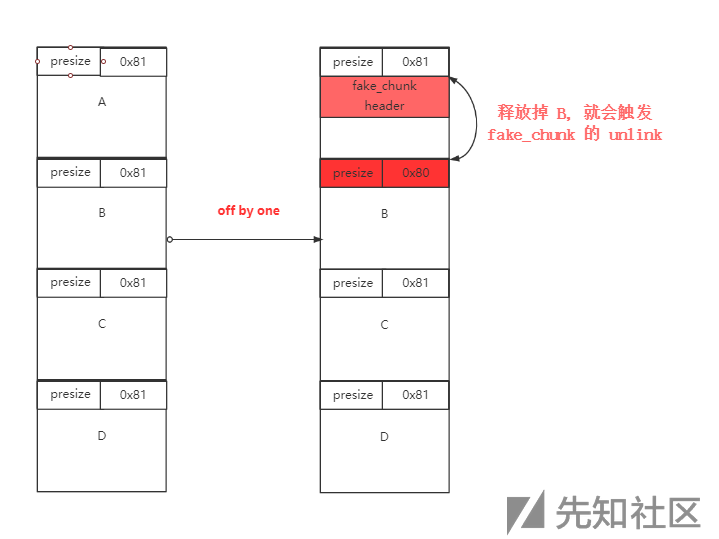 presize 0x81
A
presize 0x81
B
presize 0x81
C
presize 0x81
D
off by one
presize 0x81
fake_chunk
header
presize 0x80
B
presize 0x81
C
presize 0x81
D
释放掉 B，就会触发
fake_chunk 的 unlink
先知社区